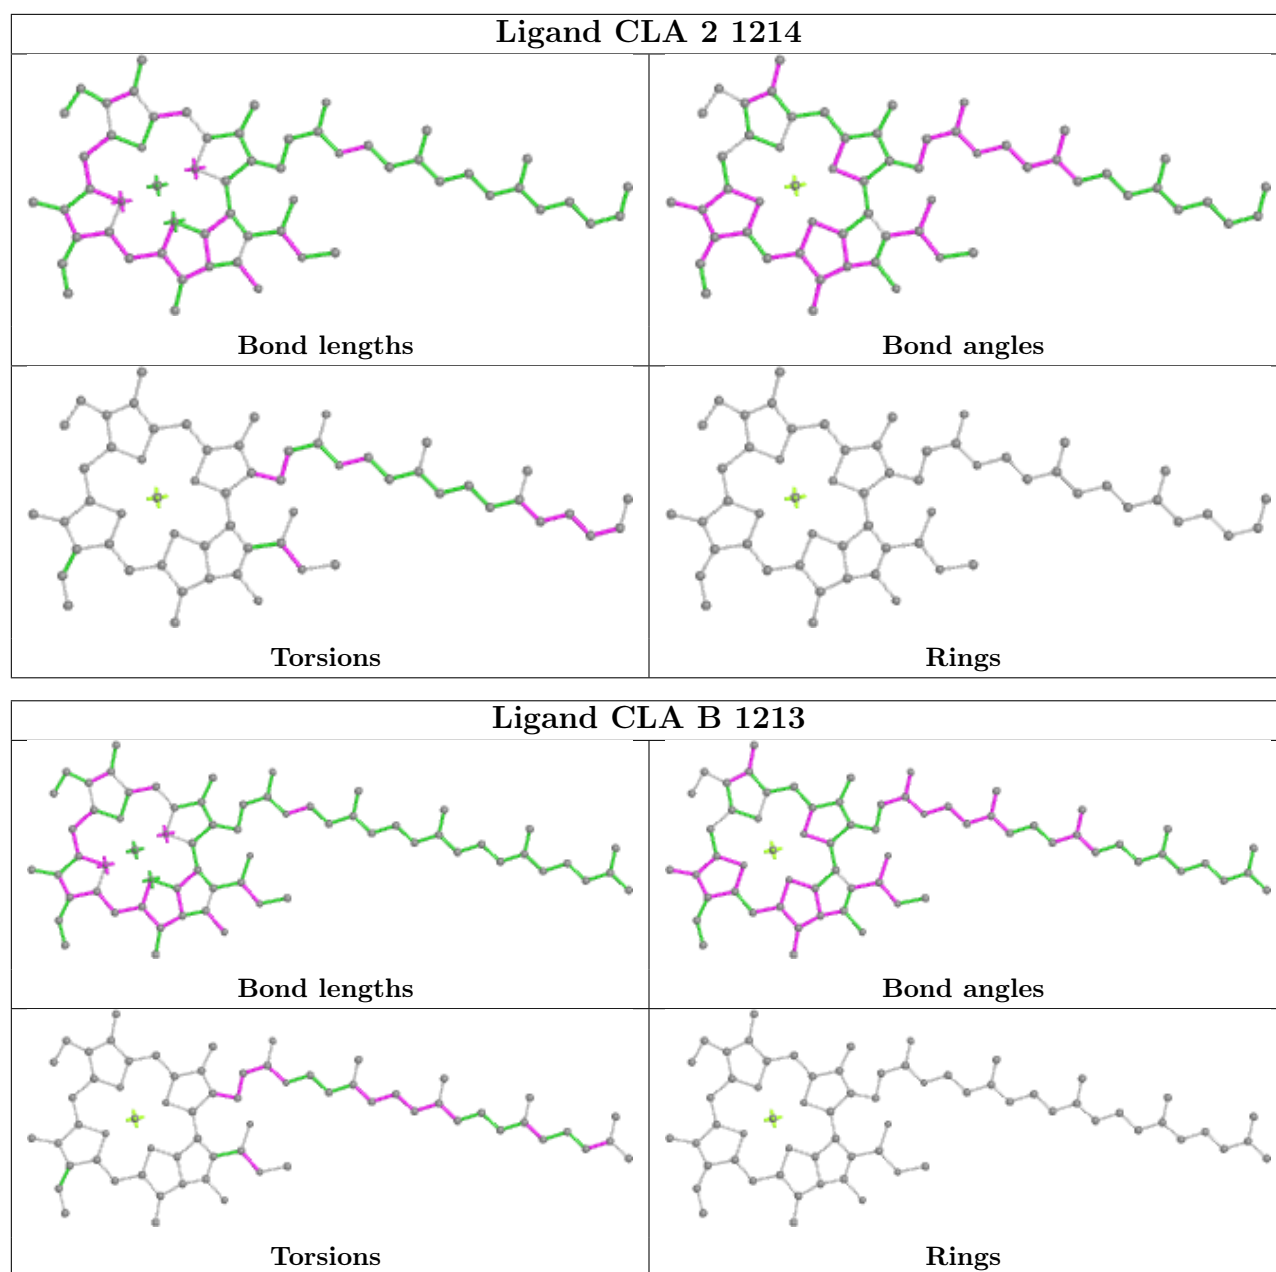 Ligand CLA 2 1214
Bond lengths
Bond angles
Torsions
Rings
Ligand CLA B 1213
Bond lengths
Bond angles
Torsions
Rings